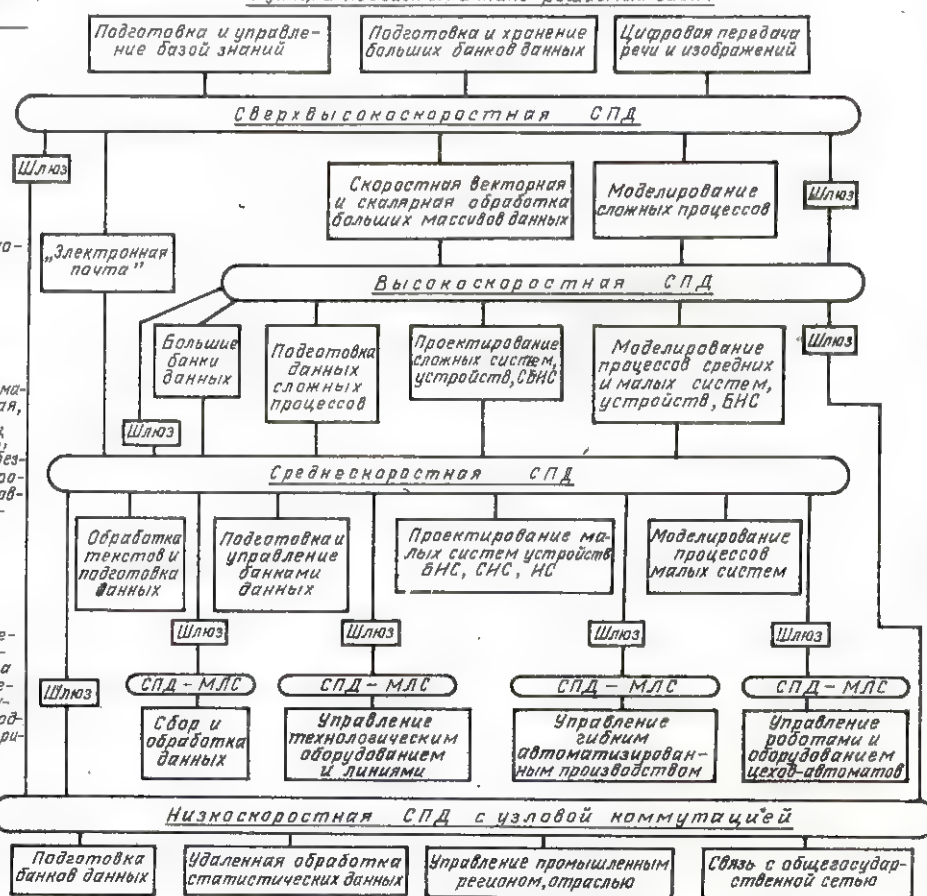 Подготовка и управле-
ние базой знаний
Подготовка и хранение
больших банков данных
Цифровая передача
речи и изображений
Сверхвысокоскоростная СПД
Шлюз
Скоростная векторная
и скалярная обработка
больших массивов данных
Моделирование
сложных процессов
Шлюз
„Электронная
почта”
Высокоскоростная СПД
Большие
банки
данных
Подготовка
данных
сложных
процессов
Проектирование
сложных систем,
устройств, СБИС
Моделирование
процессов средних
и малых систем,
устройств, БИС
Шлюз
Шлюз
Среднескоростная СПД
Обработка
текстов и
подготовка
данных
Подготовка и
управление
банками
данных
Проектирование ма-
лых систем устройств
БИС, СИС, ИС
Моделирование
процессов
малых систем
Шлюз
Шлюз
Шлюз
Шлюз
Шлюз
СПД-МЛС
СПД-МЛС
СПД-МЛС
СПД-МЛС
Сбор и
обработка
данных
Управление
технологическим
оборудованием
и линиями
Управление
гибким
автоматизирован-
ным производством
Управление
роботами и
оборудованием
цехов-автоматов
Низкоскоростная СПД с узловой коммутацией
Подготовка
банков данных
Удаленная обработка
статистических данных
Управление промышленным
регионом, отраслью
Связь с общегосудар-
ственной сетью